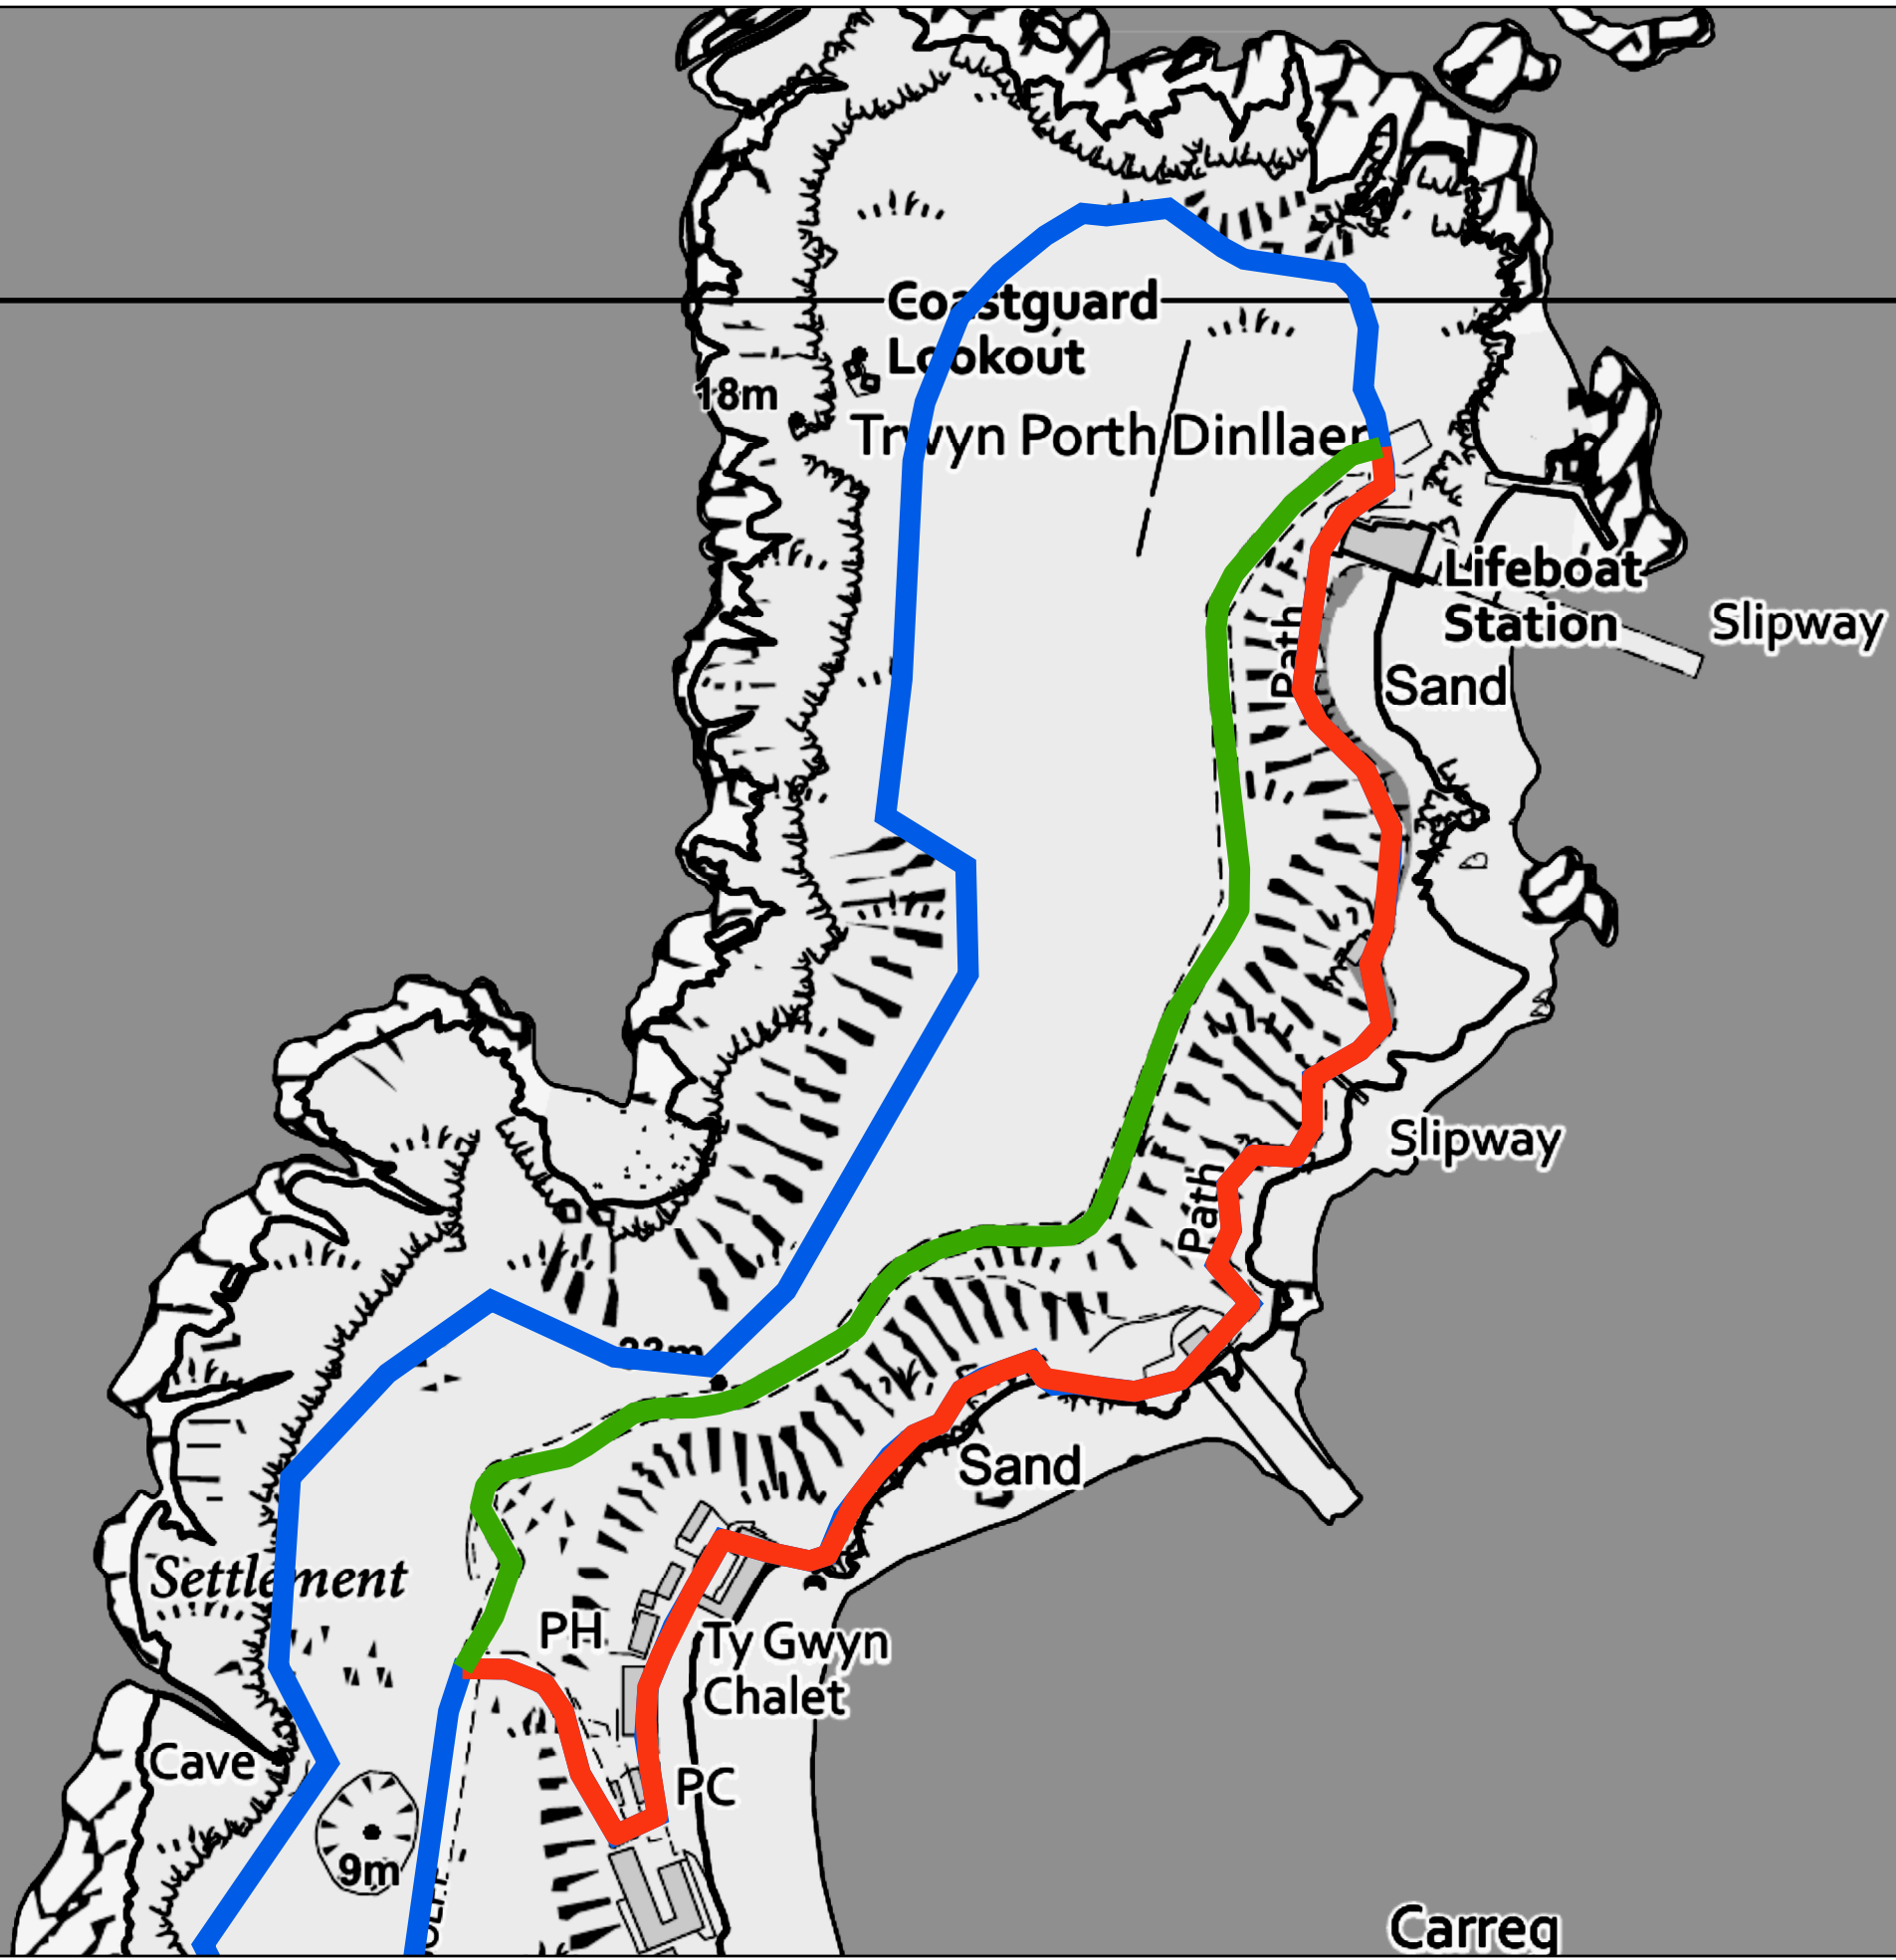 Coastguard
Lookout
18m
Trwyn Porth Dinllaen
Lifeboat
Station
Slipway
Path
Sand
Slipway
Path
Sand
Settlement
PH
Ty Gwyn
Chalet
Cave
PC
9m
Carreg